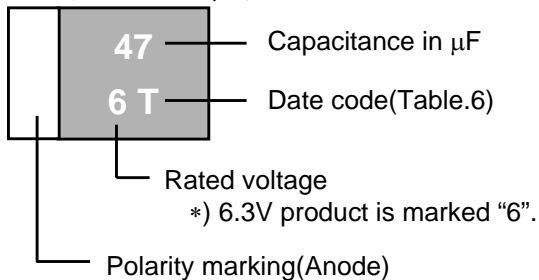 47 Capacitance in μF
6 T Date code(Table.6)
Rated voltage
*) 6.3V product is marked “6”.
Polarity marking(Anode)